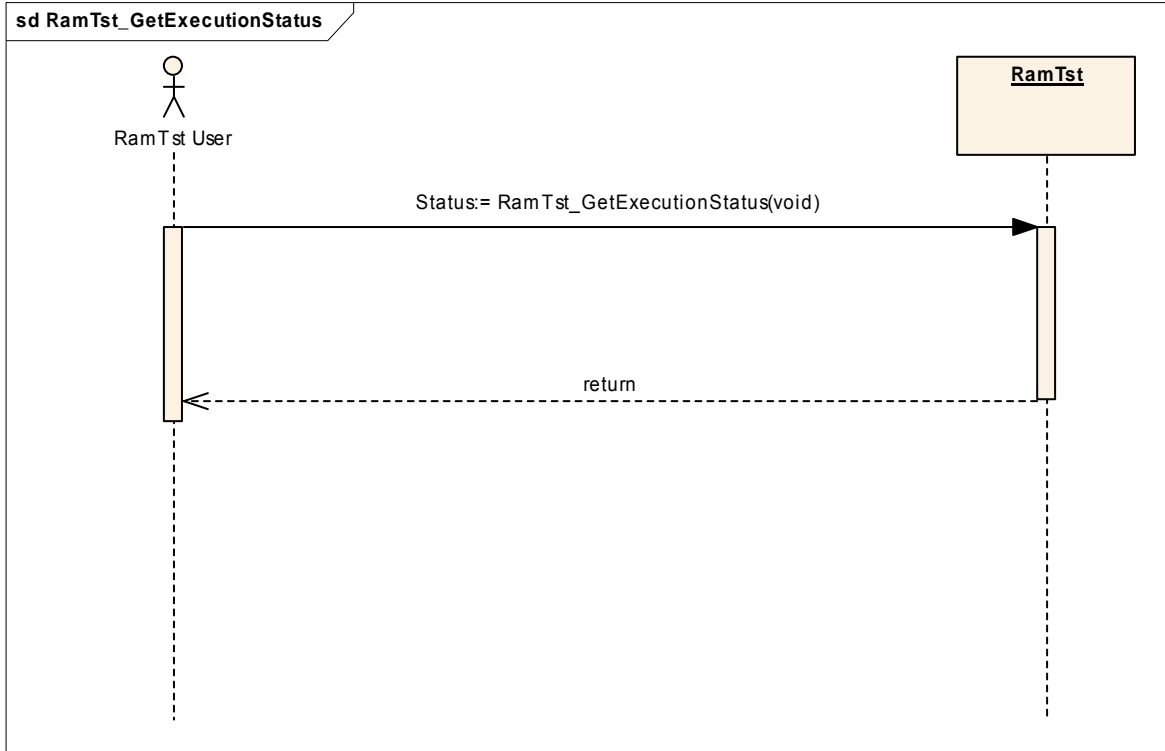 sd RamTst_GetExecutionStatus
RamTst User
RamTst
Status:= RamTst_GetExecutionStatus(void)
return